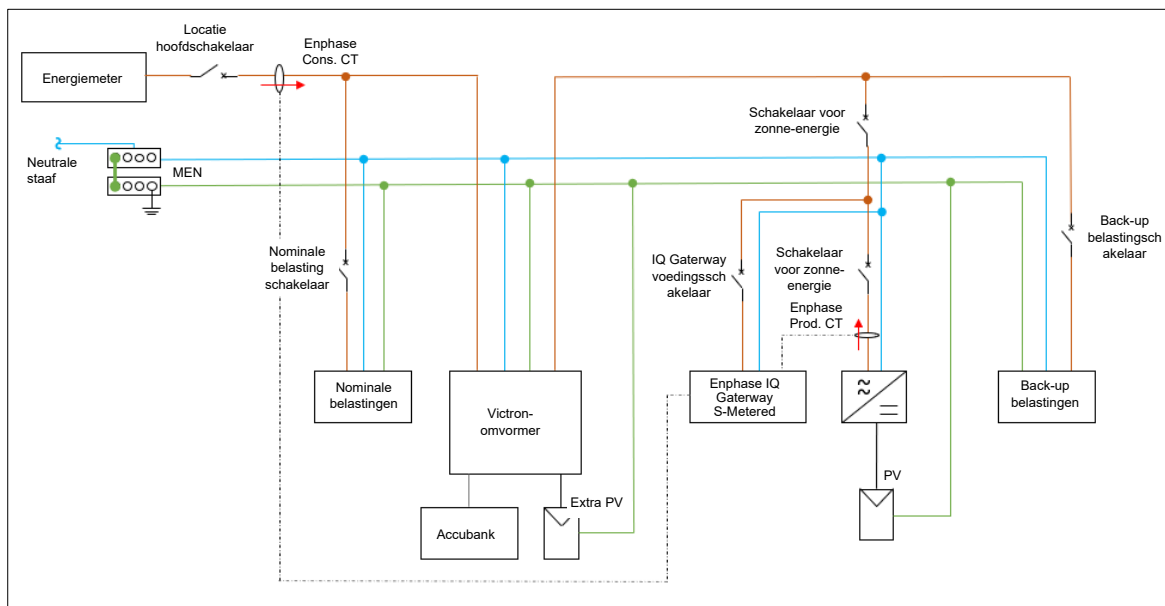 Locatie
hoofdschakelaar
Enphase
Cons. CT
Energiemeter
Schakelaar voor
zonne-energie
Neutrale
staaf
MEN
Nominale
belasting
schakelaar
IQ Gaterway
voedingssch
akelaar
Schakelaar
voor zonne-
energie
Back-up
belastingsch
akelaar
Enphase
Prod. CT
Nominale
belastingen
Victron-
omvormer
Enphase IQ
Gateway
S-Metered
Back-up
belastingen
PV
Extra PV
Accubank